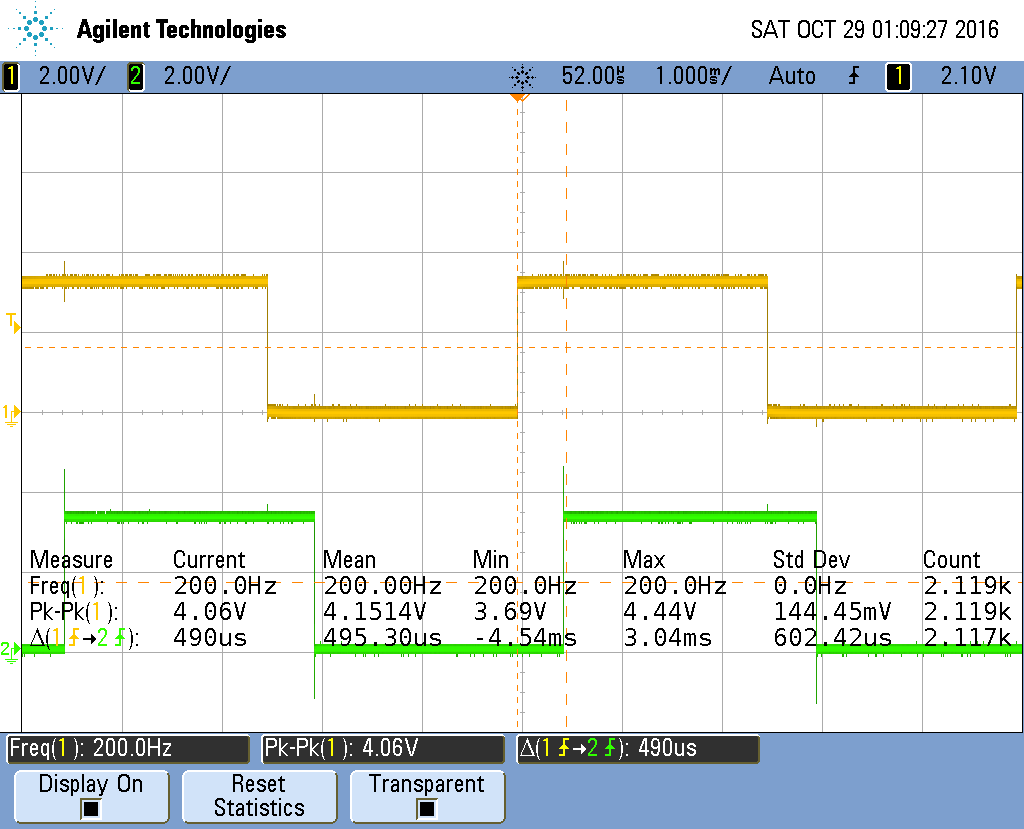 Agilent Technologies SAT OCT 29 01:09:27 2016
1 2.00V/ 2 2.00V/ 52.00us 1.000ms/ Auto 1 2.10V
T
1
2
Measure Current Mean Min Max Std Dev Count
Freq(1): 200.0Hz 200.00Hz 200.0Hz 200.0Hz 0.0Hz 2.119k
Pk-Pk(1): 4.06V 4.1514V 3.69V 4.44V 144.45mV 2.119k
Δ(1→2): 490us 495.30us -4.54ms 3.04ms 602.42us 2.117k
Freq(1): 200.0Hz Pk-Pk(1): 4.06V Δ(1→2): 490us
Display On Reset Statistics Transparent